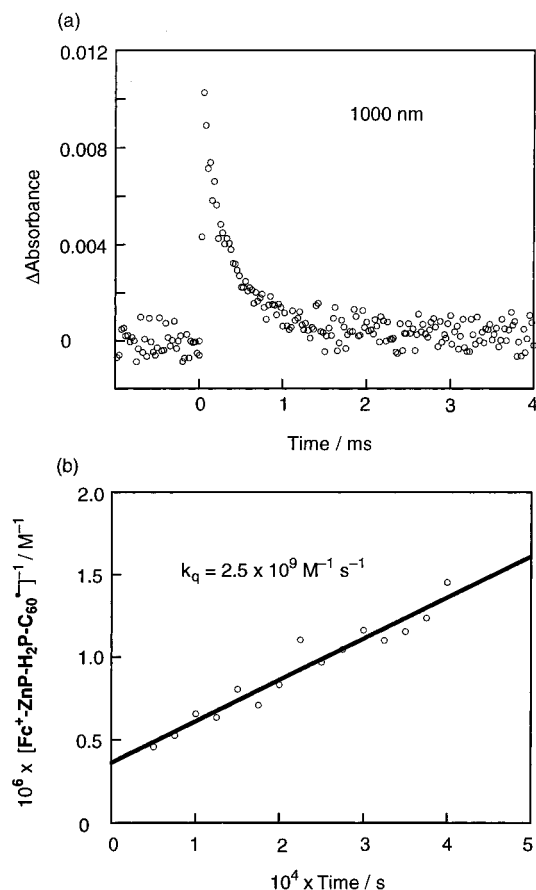 (a)
0.012
1000 nm
0.008
ΔAbsorbance
0.004
0
0 1 2 3 4
Time / ms
(b)
2.0
k_q = 2.5 x 10⁹ M⁻¹ s⁻¹
1.5
10⁶ x [Fc⁺-ZnP-H₂P-C₆₀•⁻]⁻¹ / M⁻¹
1.0
0.5
0
0 1 2 3 4 5
10⁴ x Time / s